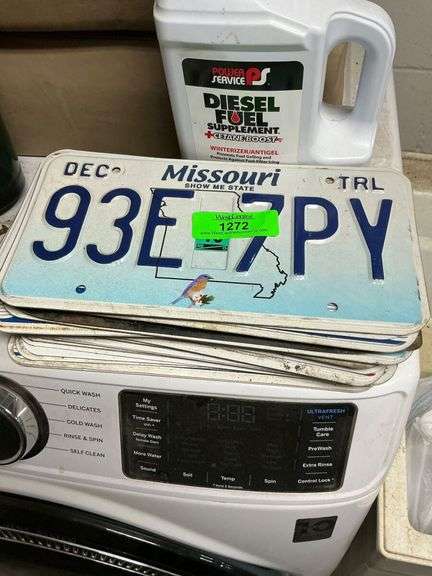 POWER
SERVICE PS
DIESEL
FUEL
SUPPLEMENT
+CETANE BOOST
WINTERIZER/ANTIGEL
DEC
Missouri
SHOW ME STATE
TRL
93E 7PY
1272
QUICK WASH
DELICATES
COLD WASH
RINSE & SPIN
SELF CLEAN
My
Settings
Time Saver
Delay Wash
More Water
Sound
Soil
Temp
Spin
ULTRAFRESH
VENT
Tumble
Care
PreWash
Extra Rinse
Control Lock